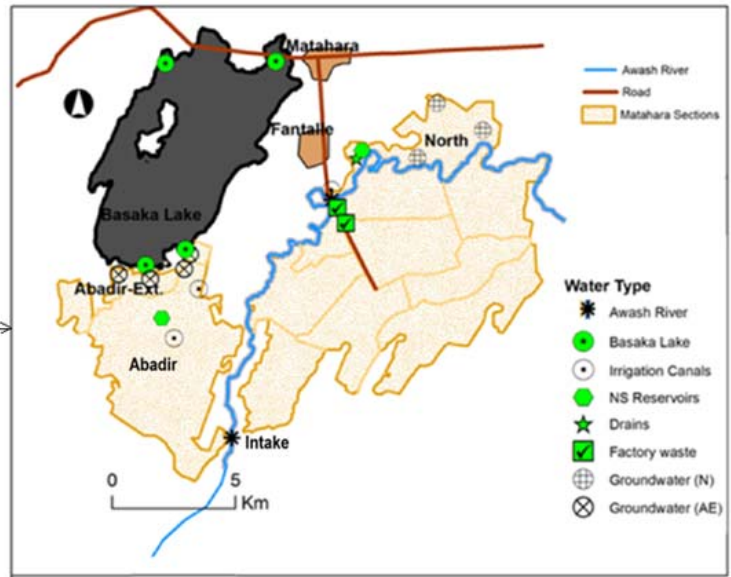 Matahara
Fantalle
North
Basaka Lake
Abadir-Ext.
Abadir
Intake
0 5
Km
Awash River
Road
Matahara Sections
Water Type
Awash River
Basaka Lake
Irrigation Canals
NS Reservoirs
Drains
Factory waste
Groundwater (N)
Groundwater (AE)